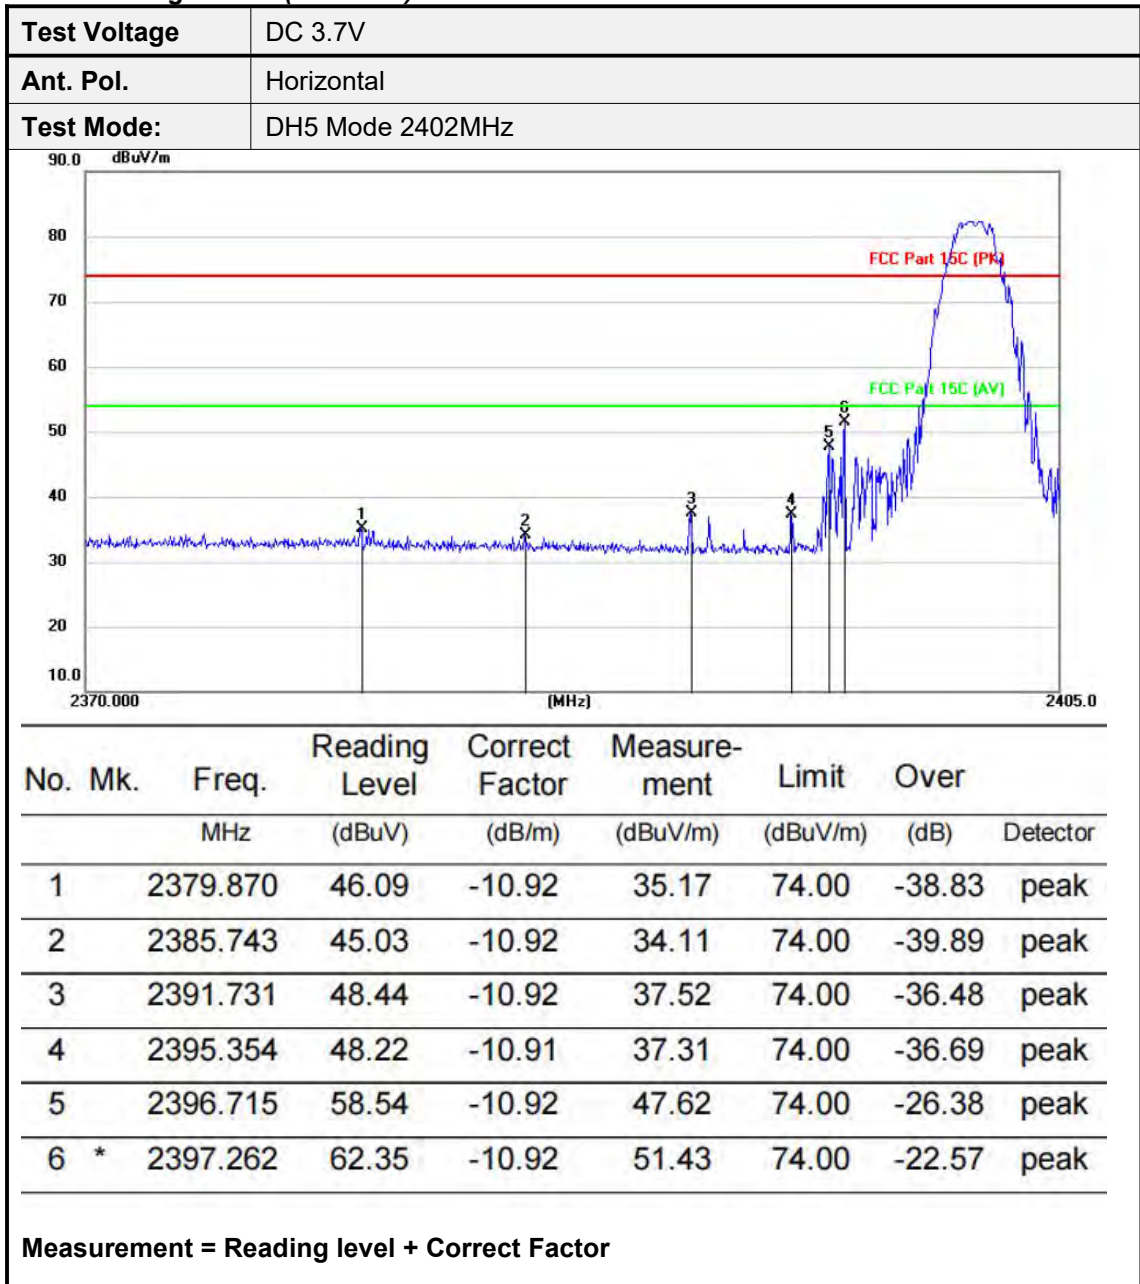 Test Voltage DC 3.7V
Ant. Pol. Horizontal
Test Mode: DH5 Mode 2402MHz
90.0 dBuV/m
80
FCC Part 15C (PK)
70
60
FCC Part 15C (AV)
6
50
5
40
1 2 3 4
30
20
10.0
2370.000 (MHz) 2405.0
Reading Correct Measure-
No. Mk. Freq. Level Factor ment Limit Over
MHz (dBuV) (dB/m) (dBuV/m) (dBuV/m) (dB) Detector
1 2379.870 46.09 -10.92 35.17 74.00 -38.83 peak
2 2385.743 45.03 -10.92 34.11 74.00 -39.89 peak
3 2391.731 48.44 -10.92 37.52 74.00 -36.48 peak
4 2395.354 48.22 -10.91 37.31 74.00 -36.69 peak
5 2396.715 58.54 -10.92 47.62 74.00 -26.38 peak
6 * 2397.262 62.35 -10.92 51.43 74.00 -22.57 peak
Measurement = Reading level + Correct Factor